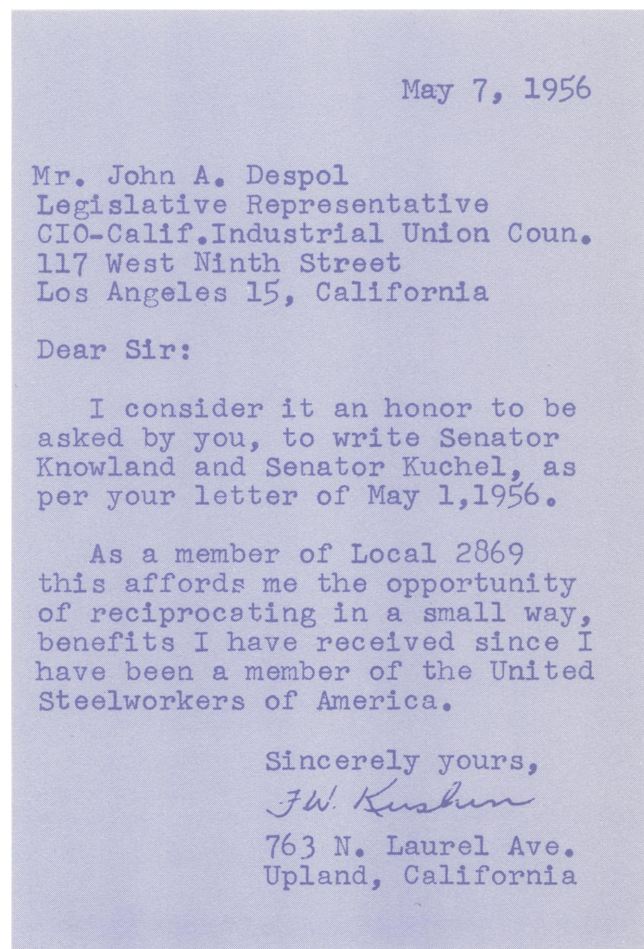 May 7, 1956
Mr. John A. Despol
Legislative Representative
CIO-Calif.Industrial Union Coun.
117 West Ninth Street
Los Angeles 15, California
Dear Sir:
I consider it an honor to be
asked by you, to write Senator
Knowland and Senator Kuchel, as
per your letter of May 1,1956.
As a member of Local 2869
this affords me the opportunity
of reciprocating in a small way,
benefits I have received since I
have been a member of the United
Steelworkers of America.
Sincerely yours,
F.W.
763 N. Laurel Ave.
Upland, California